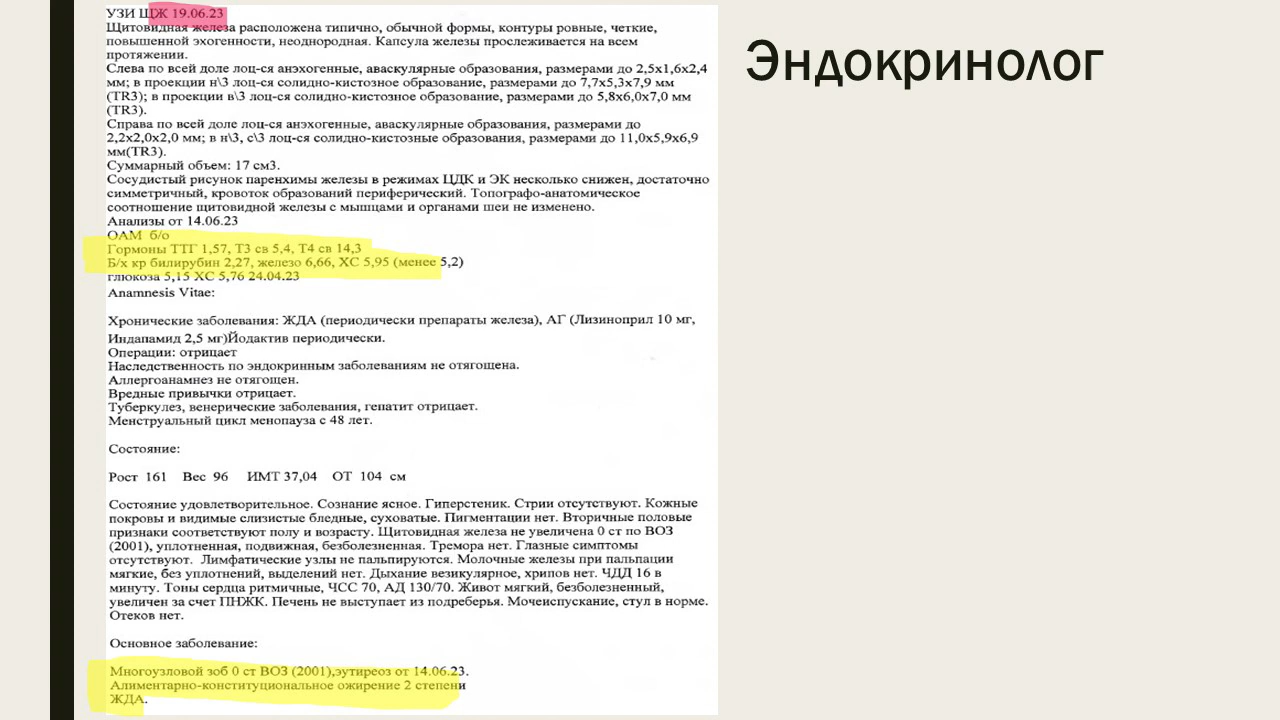 УЗИ ЩЖ 19.06.23
Щитовидная железа расположена типично, обычной формы, контуры ровные, четкие,
повышенной эхогенности, неоднородная. Капсула железы прослеживается на всем
протяжении.
Слева по всей доле лоц-ся анэхогенные, аваскулярные образования, размерами до 2,5х1,6х2,4
мм; в проекции н\3 лоц-ся солидно-кистозное образование, размерами до 7,7х5,3х7,9 мм
(TR3); в проекции в\3 лоц-ся солидно-кистозное образование, размерами до 5,8х6,0х7,0 мм
(TR3).
Справа по всей доле лоц-ся анэхогенные, аваскулярные образования, размерами до
2,2х2,0х2,0 мм; в н\3, с\3 лоц-ся солидно-кистозные образования, размерами до 11,0х5,9х6,9
мм(TR3).
Суммарный объем: 17 см3.
Сосудистый рисунок паренхимы железы в режимах ЦДК и ЭК несколько снижен, достаточно
симметричный, кровоток образований периферический. Топографо-анатомическое
соотношение щитовидной железы с мышцами и органами шеи не изменено.
Анализы от 14.06.23
ОАМ б/о
Гормоны ТТГ 1,57, Т3 св 5,4, Т4 св 14,3
Б/х кр билирубин 2,27, железо 6,66, ХС 5,95 (менее 5,2)
глюкоза 5,15 ХС 5,76 24.04.23
Anamnesis Vitae:
Хронические заболевания: ЖДА (периодически препараты железа), АГ (Лизиноприл 10 мг,
Индапамид 2,5 мг)Йодактив периодически.
Операции: отрицает
Наследственность по эндокринным заболеваниям не отягощена.
Аллергоанамнез не отягощен.
Вредные привычки отрицает.
Туберкулез, венерические заболевания, гепатит отрицает.
Менструальный цикл менопауза с 48 лет.
Состояние:
Рост 161 Вес 96 ИМТ 37,04 ОТ 104 см
Состояние удовлетворительное. Сознание ясное. Гиперстеник. Стрии отсутствуют. Кожные
покровы и видимые слизистые бледные, суховатые. Пигментации нет. Вторичные половые
признаки соответствуют полу и возрасту. Щитовидная железа не увеличена 0 ст по ВОЗ
(2001), уплотненная, подвижная, безболезненная. Тремора нет. Глазные симптомы
отсутствуют. Лимфатические узлы не пальпируются. Молочные железы при пальпации
мягкие, без уплотнений, выделений нет. Дыхание везикулярное, хрипов нет. ЧДД 16 в
минуту. Тоны сердца ритмичные, ЧСС 70, АД 130/70. Живот мягкий, безболезненный,
увеличен за счет ПНЖК. Печень не выступает из подреберья. Мочеиспускание, стул в норме.
Отеков нет.
Основное заболевание:
Многоузловой зоб 0 ст ВОЗ (2001),эутиреоз от 14.06.23.
Алиментарно-конституциональное ожирение 2 степени
ЖДА.
Эндокринолог